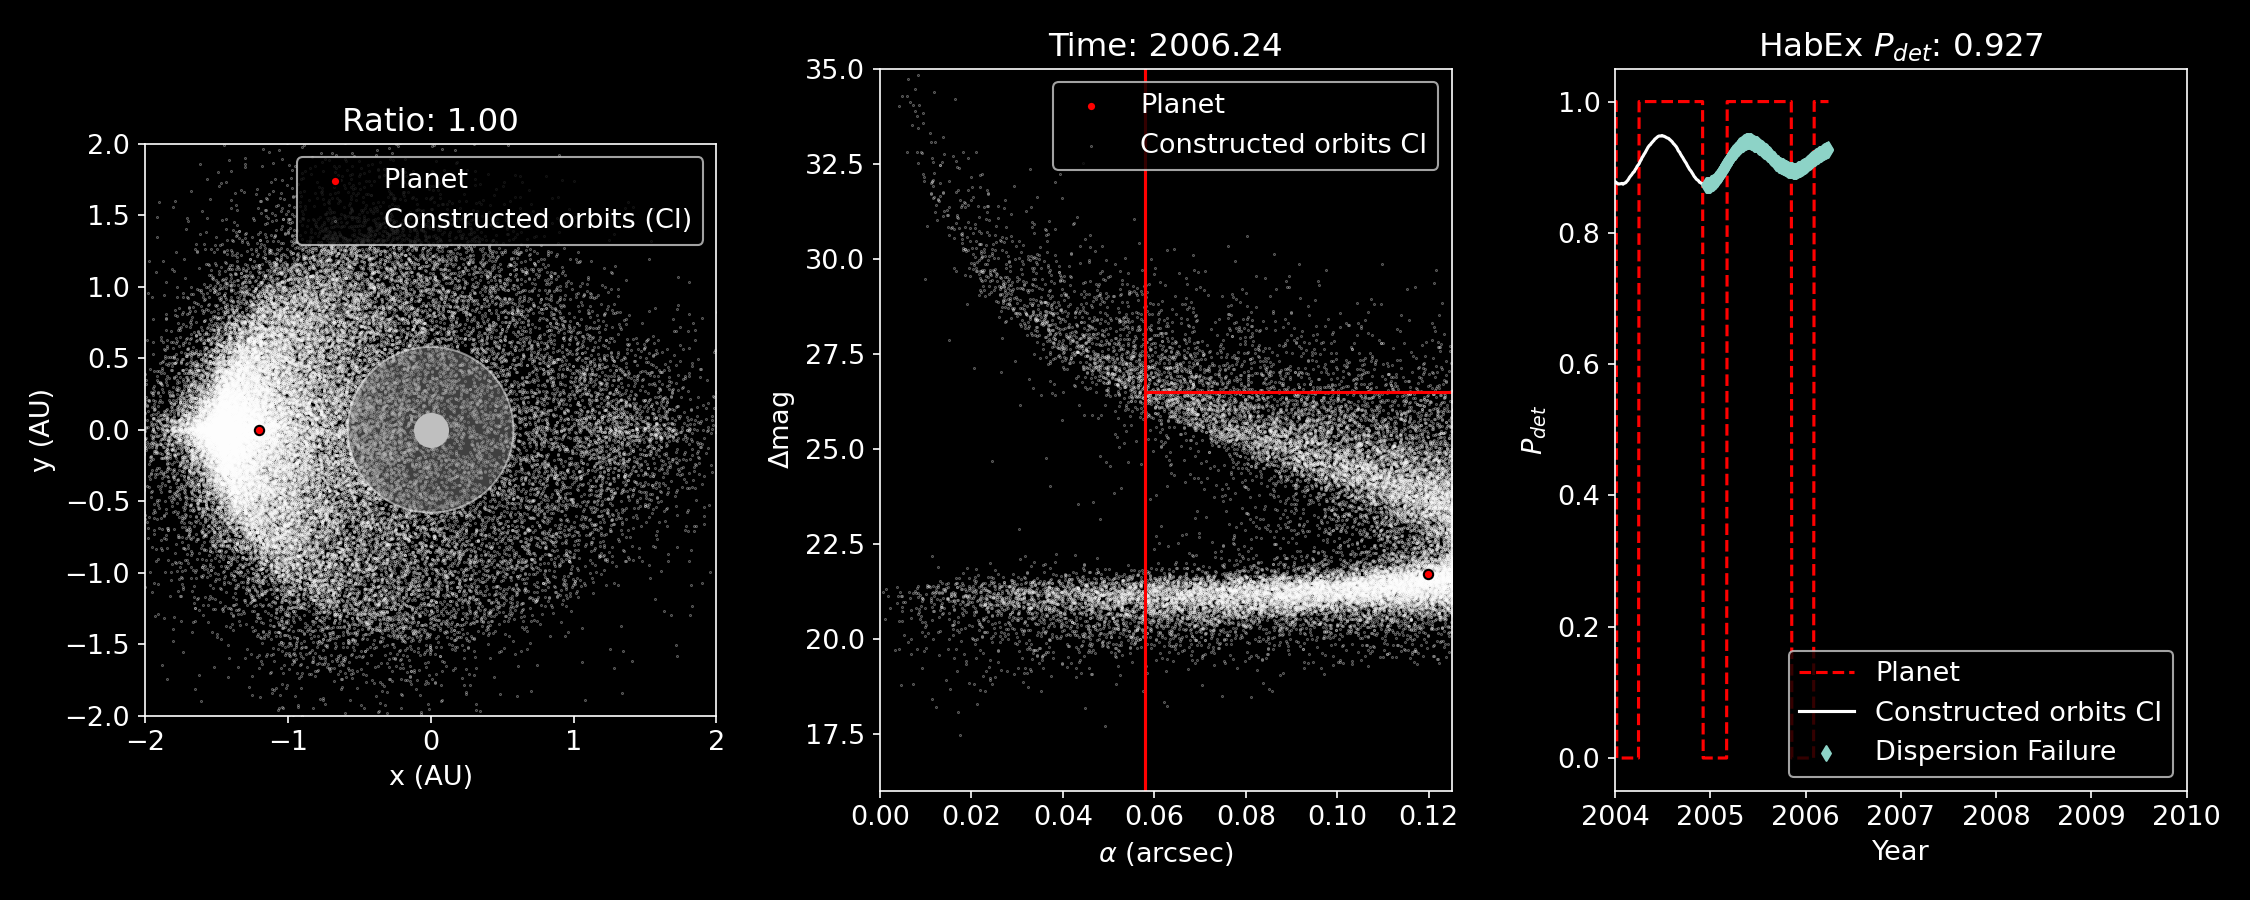 Ratio: 1.00
Planet
Constructed orbits (CI)
2.0
1.5
1.0
0.5
0.0
−0.5
−1.0
−1.5
−2.0
y (AU)
−2
−1
0
1
2
x (AU)
Time: 2006.24
Planet
Constructed orbits CI
35.0
32.5
30.0
27.5
25.0
22.5
20.0
17.5
Δmag
0.00
0.02
0.04
0.06
0.08
0.10
0.12
α (arcsec)
HabEx P_det: 0.927
1.0
0.8
0.6
0.4
0.2
0.0
P_det
Planet
Constructed orbits CI
Dispersion Failure
2004
2005
2006
2007
2008
2009
2010
Year